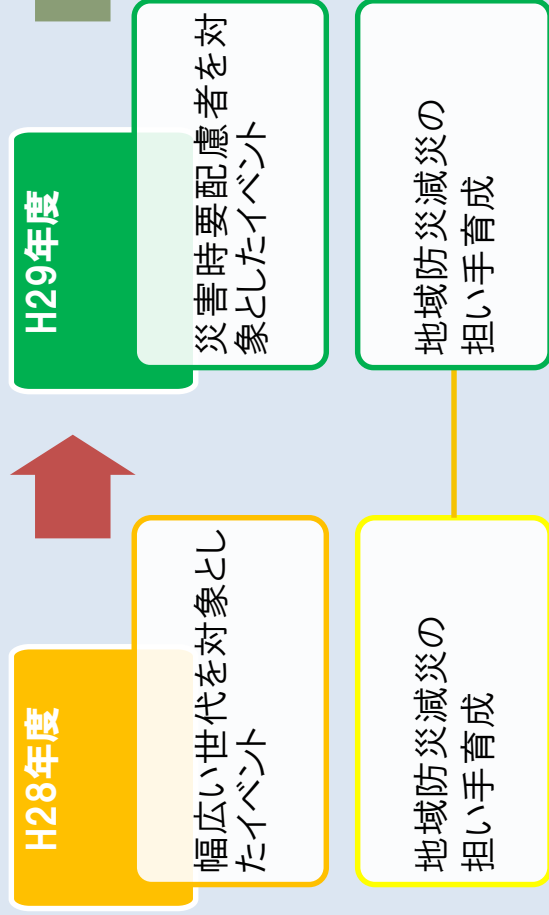 H28年度
幅広い世代を対象とし
たイベント
地域防災減災の
担い手育成
H29年度
災害時要配慮者を対
象としたイベント
地域防災減災の
担い手育成